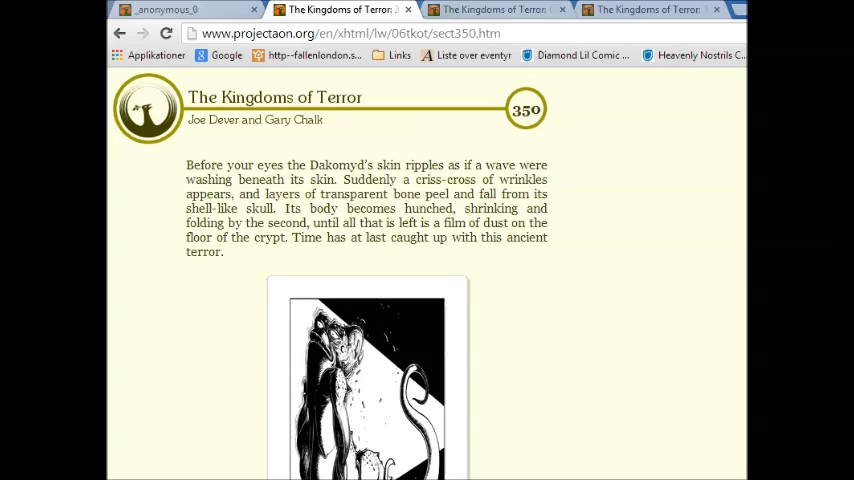 _anonymous_0
The Kingdoms of Terror: 3
The Kingdoms of Terror:
The Kingdoms of Terror:
www.projectaon.org/en/xhtml/lw/06tkot/sect350.htm
Applikationer
Google
http--fallenlondon.s...
Links
Liste over eventyr
Diamond Lil Comic ...
Heavenly Nostrils C...
The Kingdoms of Terror
350
Joe Dever and Gary Chalk
Before your eyes the Dakomyd's skin ripples as if a wave were
washing beneath its skin. Suddenly a criss-cross of wrinkles
appears, and layers of transparent bone peel and fall from its
shell-like skull. Its body becomes hunched, shrinking and
folding by the second, until all that is left is a film of dust on the
floor of the crypt. Time has at last caught up with this ancient
terror.